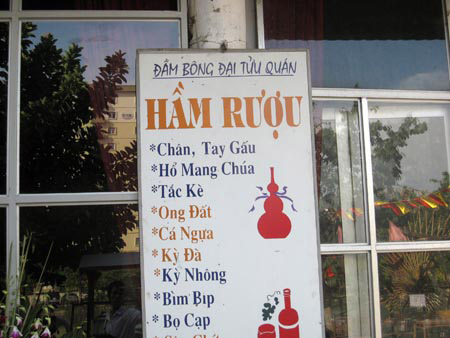 ĐẦM BÔNG ĐẠI TỬU QUÁN
HẦM RƯỢU
*Chân, Tay Gấu
*Hổ Mang Chúa
*Tắc Kè
*Ong Đất
*Cá Ngựa
*Kỳ Đà
*Kỳ Nhông
*Bìm Bịp
*Bọ Cạp